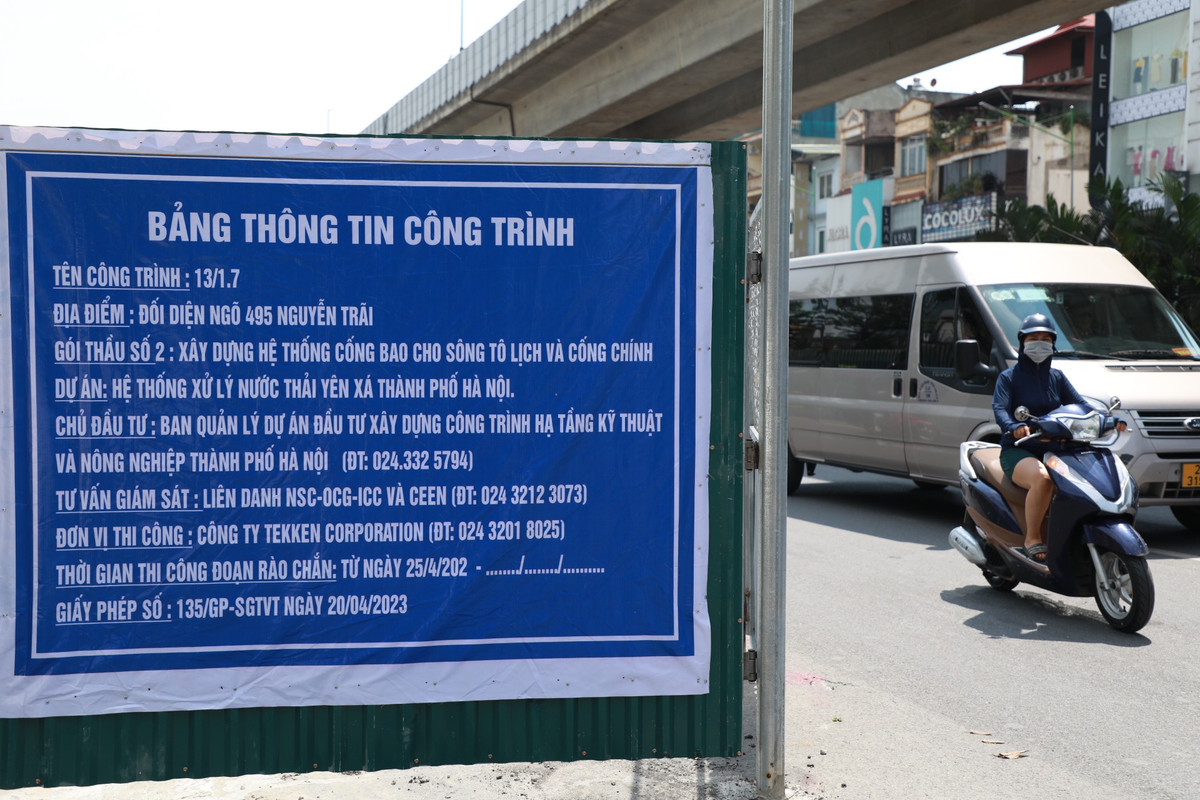 BẢNG THÔNG TIN CÔNG TRÌNH
TÊN CÔNG TRÌNH : 13/1.7
ĐỊA ĐIỂM : ĐỐI DIỆN NGÕ 495 NGUYỄN TRÃI
GÓI THẦU SỐ 2 : XÂY DỰNG HỆ THỐNG CỐNG BAO CHO SÔNG TÔ LỊCH VÀ CỐNG CHÍNH
DỰ ÁN: HỆ THỐNG XỬ LÝ NƯỚC THẢI YÊN XÁ THÀNH PHỐ HÀ NỘI.
CHỦ ĐẦU TƯ : BAN QUẢN LÝ DỰ ÁN ĐẦU TƯ XÂY DỰNG CÔNG TRÌNH HẠ TẦNG KỸ THUẬT
VÀ NÔNG NGHIỆP THÀNH PHỐ HÀ NỘI (ĐT: 024.332 5794)
TƯ VẤN GIÁM SÁT : LIÊN DANH NSC-OCG-ICC VÀ CEEN (ĐT: 024 3212 3073)
ĐƠN VỊ THI CÔNG : CÔNG TY TEKKEN CORPORATION (ĐT: 024 3201 8025)
THỜI GIAN THI CÔNG ĐOẠN RÀO CHẮN: TỪ NGÀY 25/4/202 - ......../......./..........
GIẤY PHÉP SỐ : 135/GP-SGTVT NGÀY 20/04/2023
LEIKA
COCOLUX
LYRA